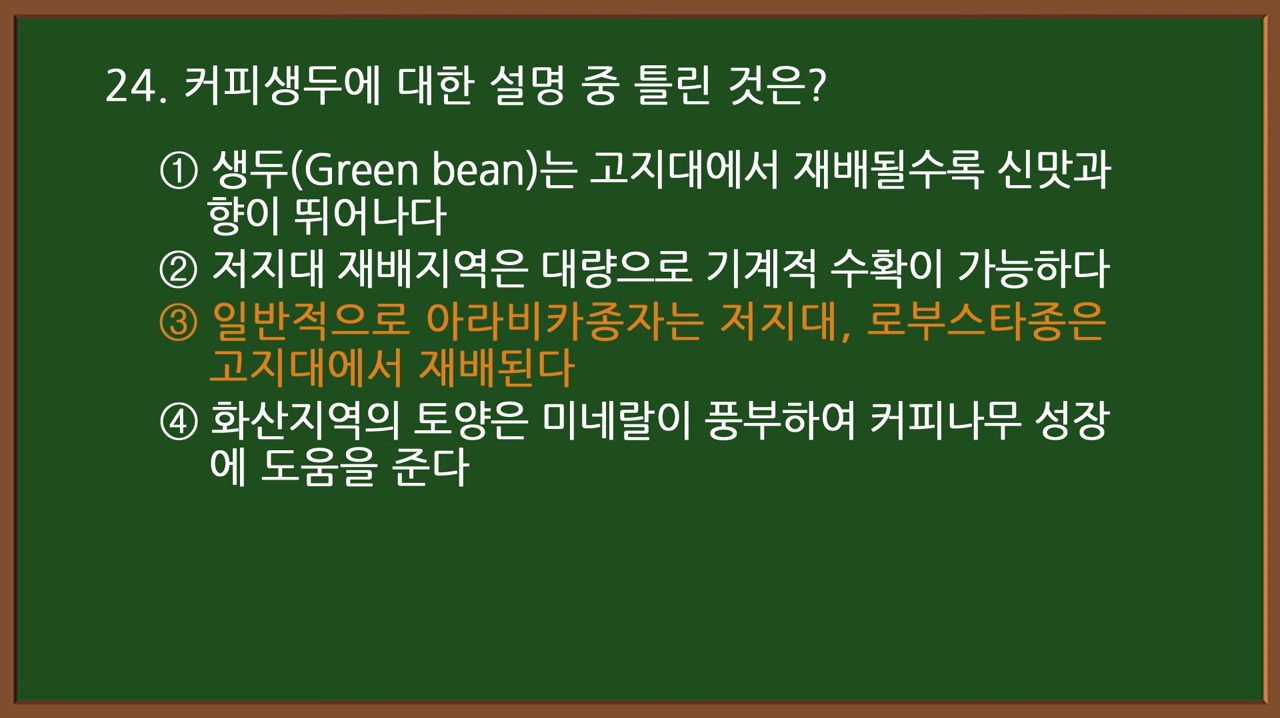 24. 커피생두에 대한 설명 중 틀린 것은?
① 생두(Green bean)는 고지대에서 재배될수록 신맛과
향이 뛰어나다
② 저지대 재배지역은 대량으로 기계적 수확이 가능하다
③ 일반적으로 아라비카종자는 저지대, 로부스타종은
고지대에서 재배된다
④ 화산지역의 토양은 미네랄이 풍부하여 커피나무 성장
에 도움을 준다